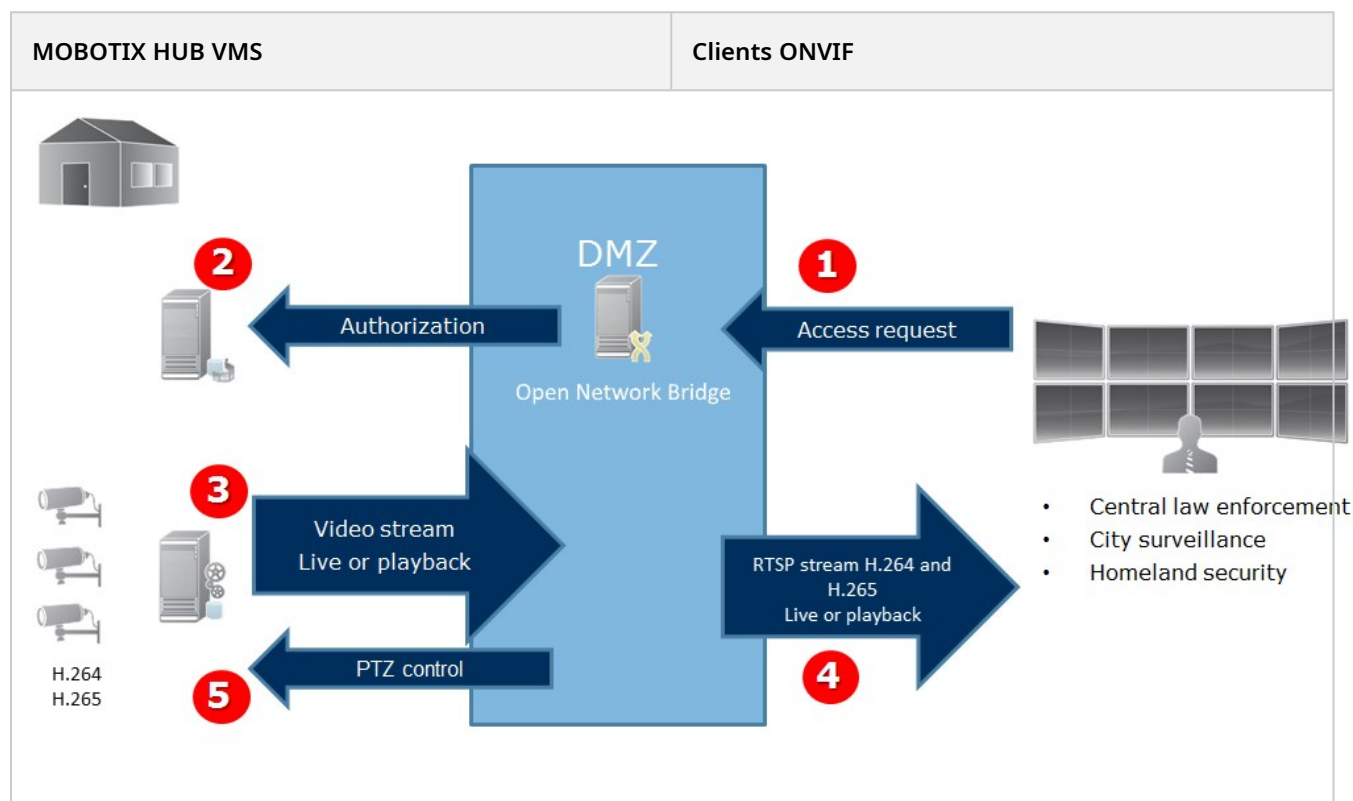 MOBOTIX HUB VMS
Clients ONVIF
DMZ
2
1
Authorization
Access request
Open Network Bridge
3
Video stream
Live or playback
RTSP stream H.264 and
H.265
Live or playback
• Central law enforcement
• City surveillance
• Homeland security
PTZ control
4
5
H.264
H.265